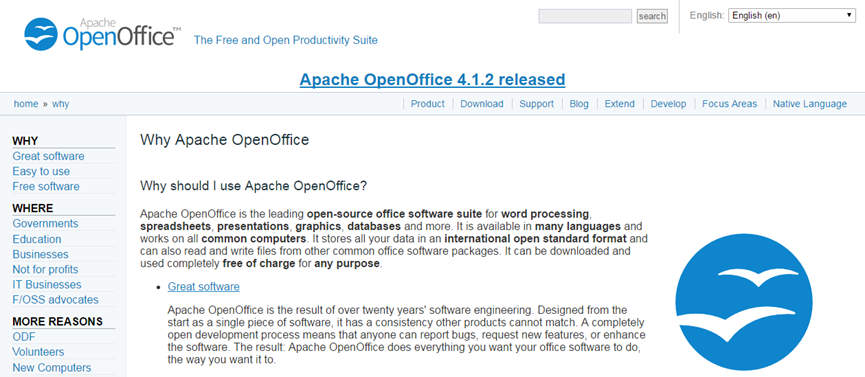 Apache
OpenOffice™
The Free and Open Productivity Suite
search
English: English (en)
Apache OpenOffice 4.1.2 released
home » why
Product Download Support Blog Extend Develop Focus Areas Native Language
WHY
Great software
Easy to use
Free software
WHERE
Governments
Education
Businesses
Not for profits
IT Businesses
F/OSS advocates
MORE REASONS
ODF
Volunteers
New Computers
Why Apache OpenOffice
Why should I use Apache OpenOffice?
Apache OpenOffice is the leading open-source office software suite for word processing,
spreadsheets, presentations, graphics, databases and more. It is available in many languages and
works on all common computers. It stores all your data in an international open standard format and
can also read and write files from other common office software packages. It can be downloaded and
used completely free of charge for any purpose.
• Great software
Apache OpenOffice is the result of over twenty years' software engineering. Designed from the
start as a single piece of software, it has a consistency other products cannot match. A completely
open development process means that anyone can report bugs, request new features, or enhance
the software. The result: Apache OpenOffice does everything you want your office software to do,
the way you want it to.